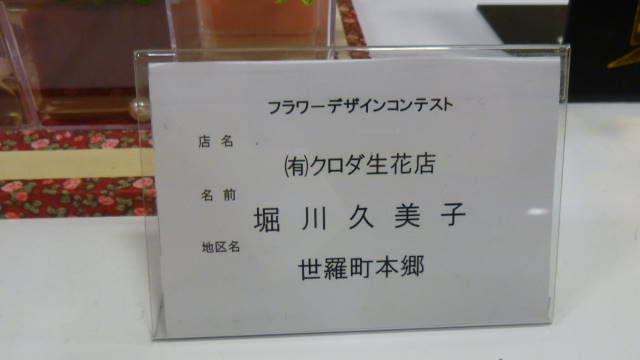 フラワーデザインコンテスト
店名
㈲クロダ生花店
名前
堀川久美子
地区名
世羅町本郷